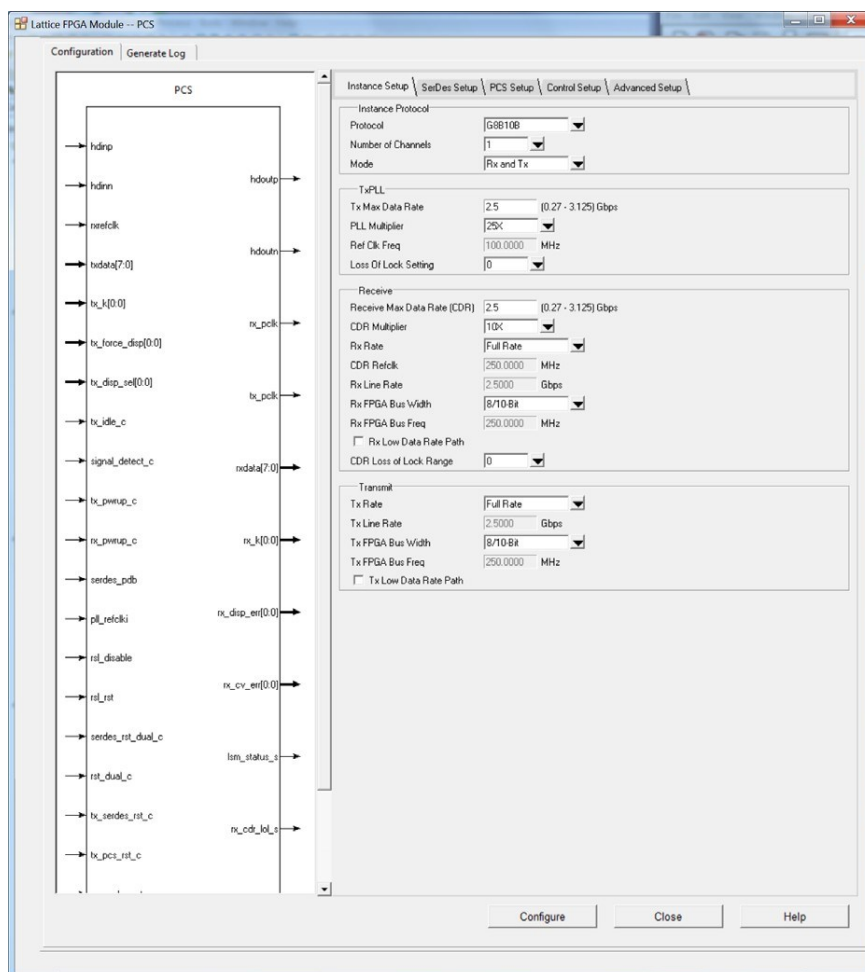 Lattice FPGA Module -- PCS
Configuration Generate Log
PCS
hdinp
hdinn
rxrefclk
txdata[7:0]
tx_k[0:0]
tx_force_disp[0:0]
tx_disp_sel[0:0]
tx_idle_c
signal_detect_c
tx_pwrup_c
rx_pwrup_c
serdes_pdb
pll_refclki
rsl_disable
rsl_rst
serdes_rst_dual_c
rst_dual_c
tx_serdes_rst_c
tx_pcs_rst_c
hdoutp
hdoutn
rx_pclk
tx_pclk
rxdata[7:0]
rx_k[0:0]
rx_disp_err[0:0]
rx_cv_err[0:0]
lsm_status_s
rx_cdr_lol_s
Instance Setup SerDes Setup PCS Setup Control Setup Advanced Setup
Instance Protocol
Protocol G8B10B
Number of Channels 1
Mode Rx and Tx
TxPLL
Tx Max Data Rate 2.5 (0.27 - 3.125) Gbps
PLL Multiplier 25X
Ref Clk Freq 100.0000 MHz
Loss Of Lock Setting 0
Receive
Receive Max Data Rate (CDR) 2.5 (0.27 - 3.125) Gbps
CDR Multiplier 10X
Rx Rate Full Rate
CDR Refclk 250.0000 MHz
Rx Line Rate 2.5000 Gbps
Rx FPGA Bus Width 8/10-Bit
Rx FPGA Bus Freq 250.0000 MHz
Rx Low Data Rate Path
CDR Loss of Lock Range 0
Transmit
Tx Rate Full Rate
Tx Line Rate 2.5000 Gbps
Tx FPGA Bus Width 8/10-Bit
Tx FPGA Bus Freq 250.0000 MHz
Tx Low Data Rate Path
Configure Close Help